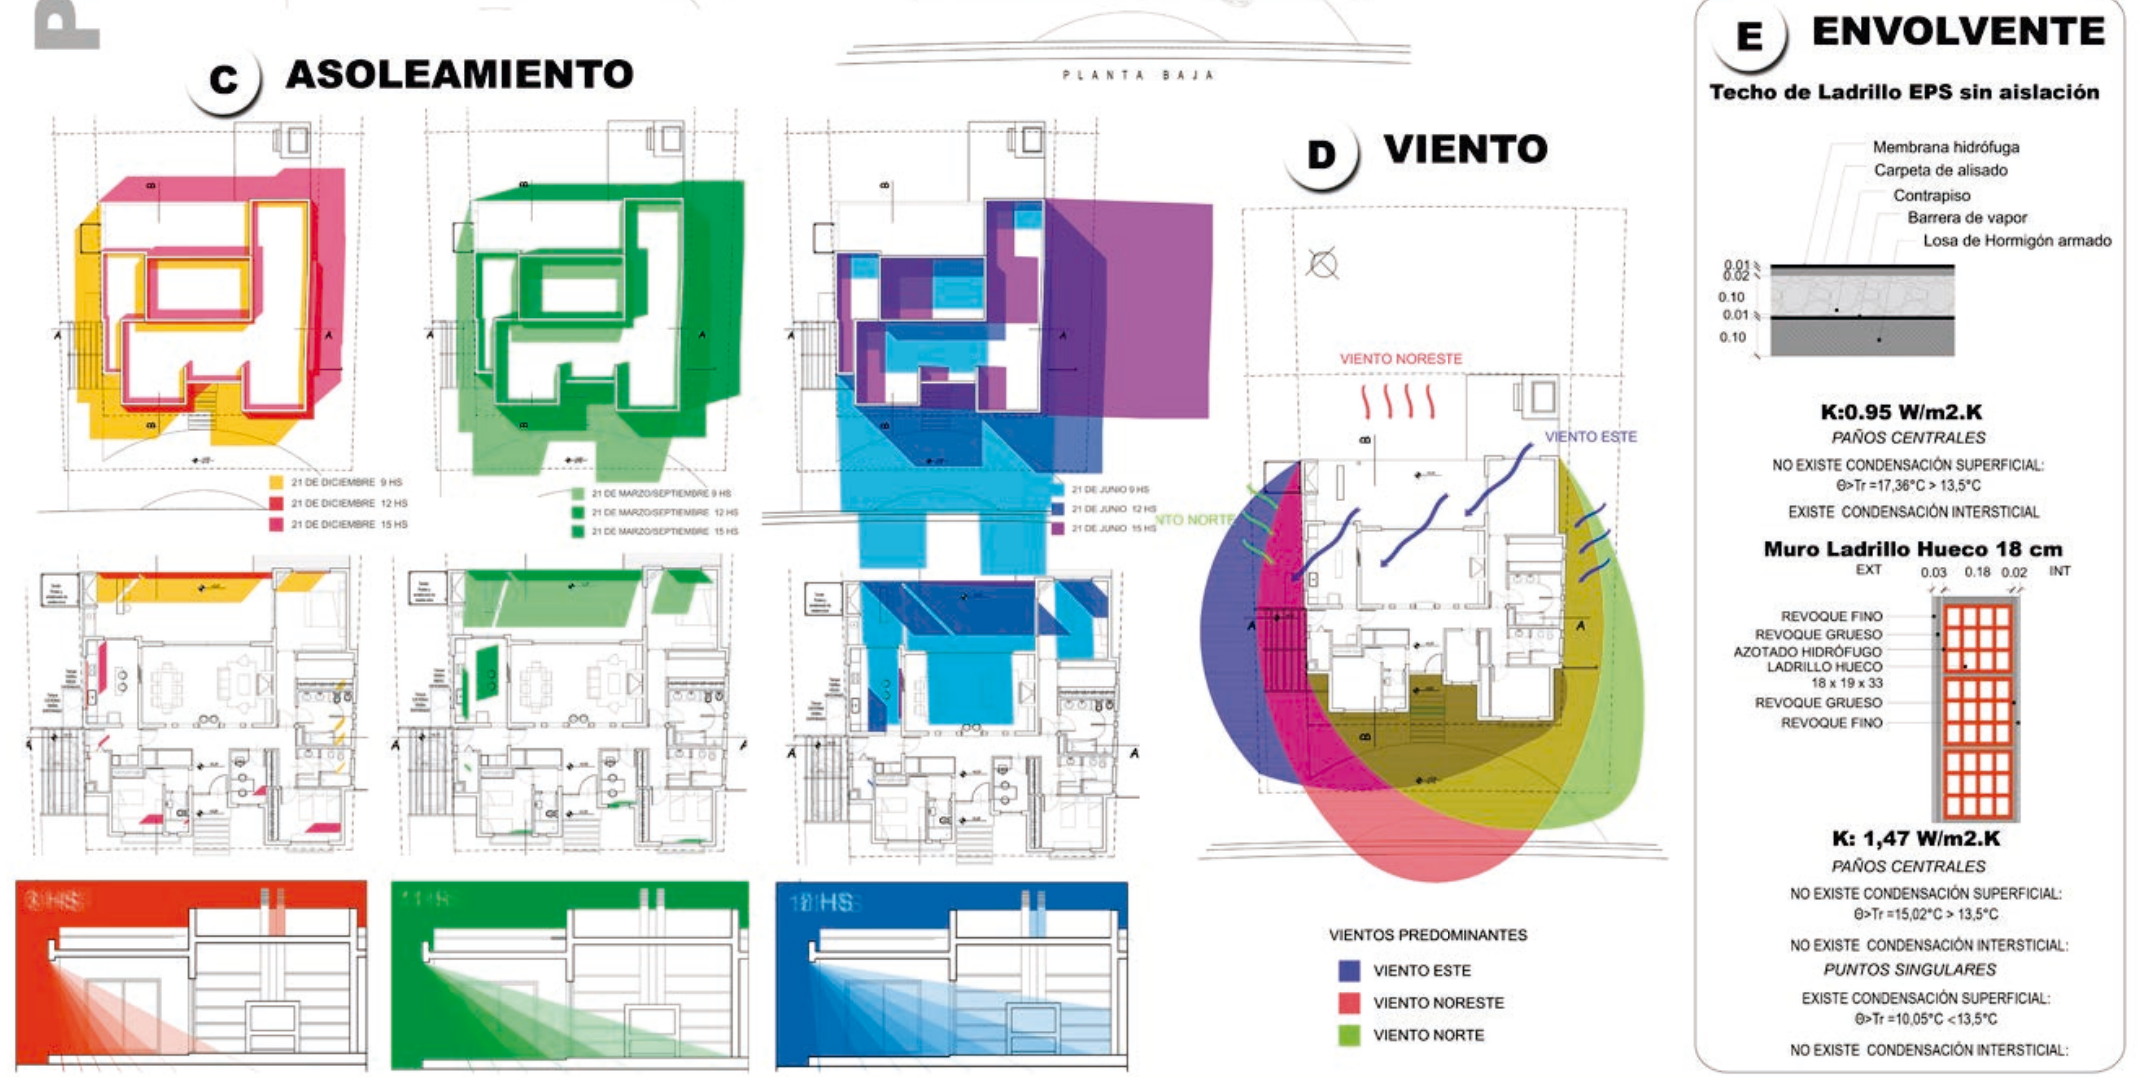 P
PLANTA BAJA
C ASOLEAMIENTO
B
A
A
B
21 DE DICIEMBRE 9 HS
21 DE DICIEMBRE 12 HS
21 DE DICIEMBRE 15 HS
B
A
A
B
21 DE MARZO/SEPTIEMBRE 9 HS
21 DE MARZO/SEPTIEMBRE 12 HS
21 DE MARZO/SEPTIEMBRE 15 HS
B
A
A
B
21 DE JUNIO 9 HS
21 DE JUNIO 12 HS
21 DE JUNIO 15 HS
A
A
A
A
A
A
HS
HS
D VIENTO
VIENTO NORESTE
VIENTO ESTE
NTO NORTE
B
A
A
B
VIENTOS PREDOMINANTES
VIENTO ESTE
VIENTO NORESTE
VIENTO NORTE
E ENVOLVENTE
Techo de Ladrillo EPS sin aislación
Membrana hidrófuga
Carpeta de alisado
Contrapiso
Barrera de vapor
Losa de Hormigón armado
0.01
0.02
0.10
0.01
0.10
K:0.95 W/m2.K
PAÑOS CENTRALES
NO EXISTE CONDENSACIÓN SUPERFICIAL:
Θ>Tr =17,36°C > 13,5°C
EXISTE CONDENSACIÓN INTERSTICIAL
Muro Ladrillo Hueco 18 cm
EXT 0.03 0.18 0.02 INT
REVOQUE FINO
REVOQUE GRUESO
AZOTADO HIDRÓFUGO
LADRILLO HUECO
18 x 19 x 33
REVOQUE GRUESO
REVOQUE FINO
K: 1,47 W/m2.K
PAÑOS CENTRALES
NO EXISTE CONDENSACIÓN SUPERFICIAL:
Θ>Tr =15,02°C > 13,5°C
NO EXISTE CONDENSACIÓN INTERSTICIAL:
PUNTOS SINGULARES
EXISTE CONDENSACIÓN SUPERFICIAL:
Θ>Tr =10,05°C <13,5°C
NO EXISTE CONDENSACIÓN INTERSTICIAL: